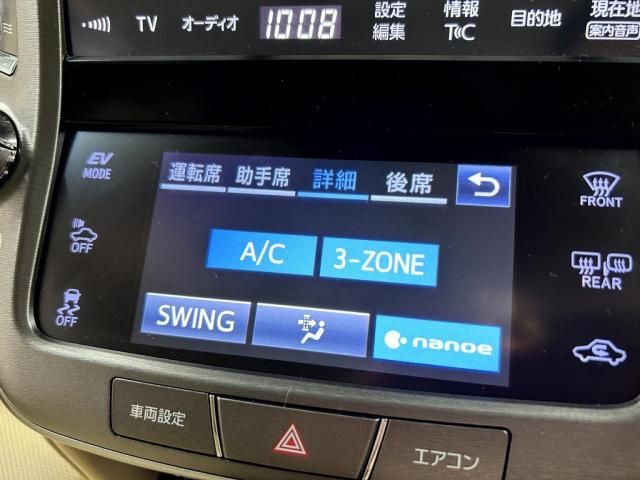 TV オーディオ 1008 設定 編集 情報 T((C 目的地 現在地 案内音声
EV MODE
運転席 助手席 詳細 後席
FRONT
OFF
A/C 3-ZONE
REAR
OFF
SWING nanoe
車両設定
エアコン